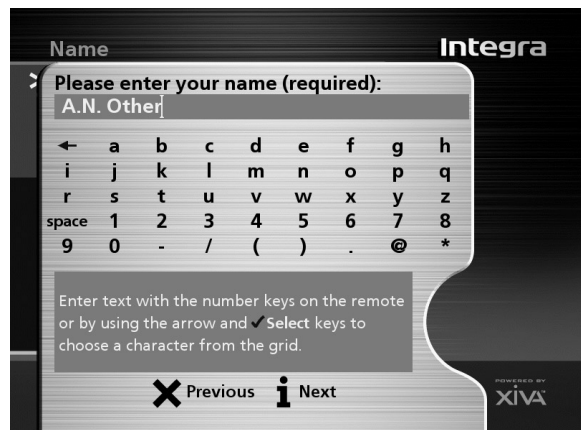 Name
Integra
Please enter your name (required):
A.N. Other
← a b c d e f g h
i j k l m n o p q
r s t u v w x y z
space 1 2 3 4 5 6 7 8
9 0 - / ( ) . @ *
Enter text with the number keys on the remote
or by using the arrow and ✓Select keys to
choose a character from the grid.
Previous i Next
POWERED BY
XiVA